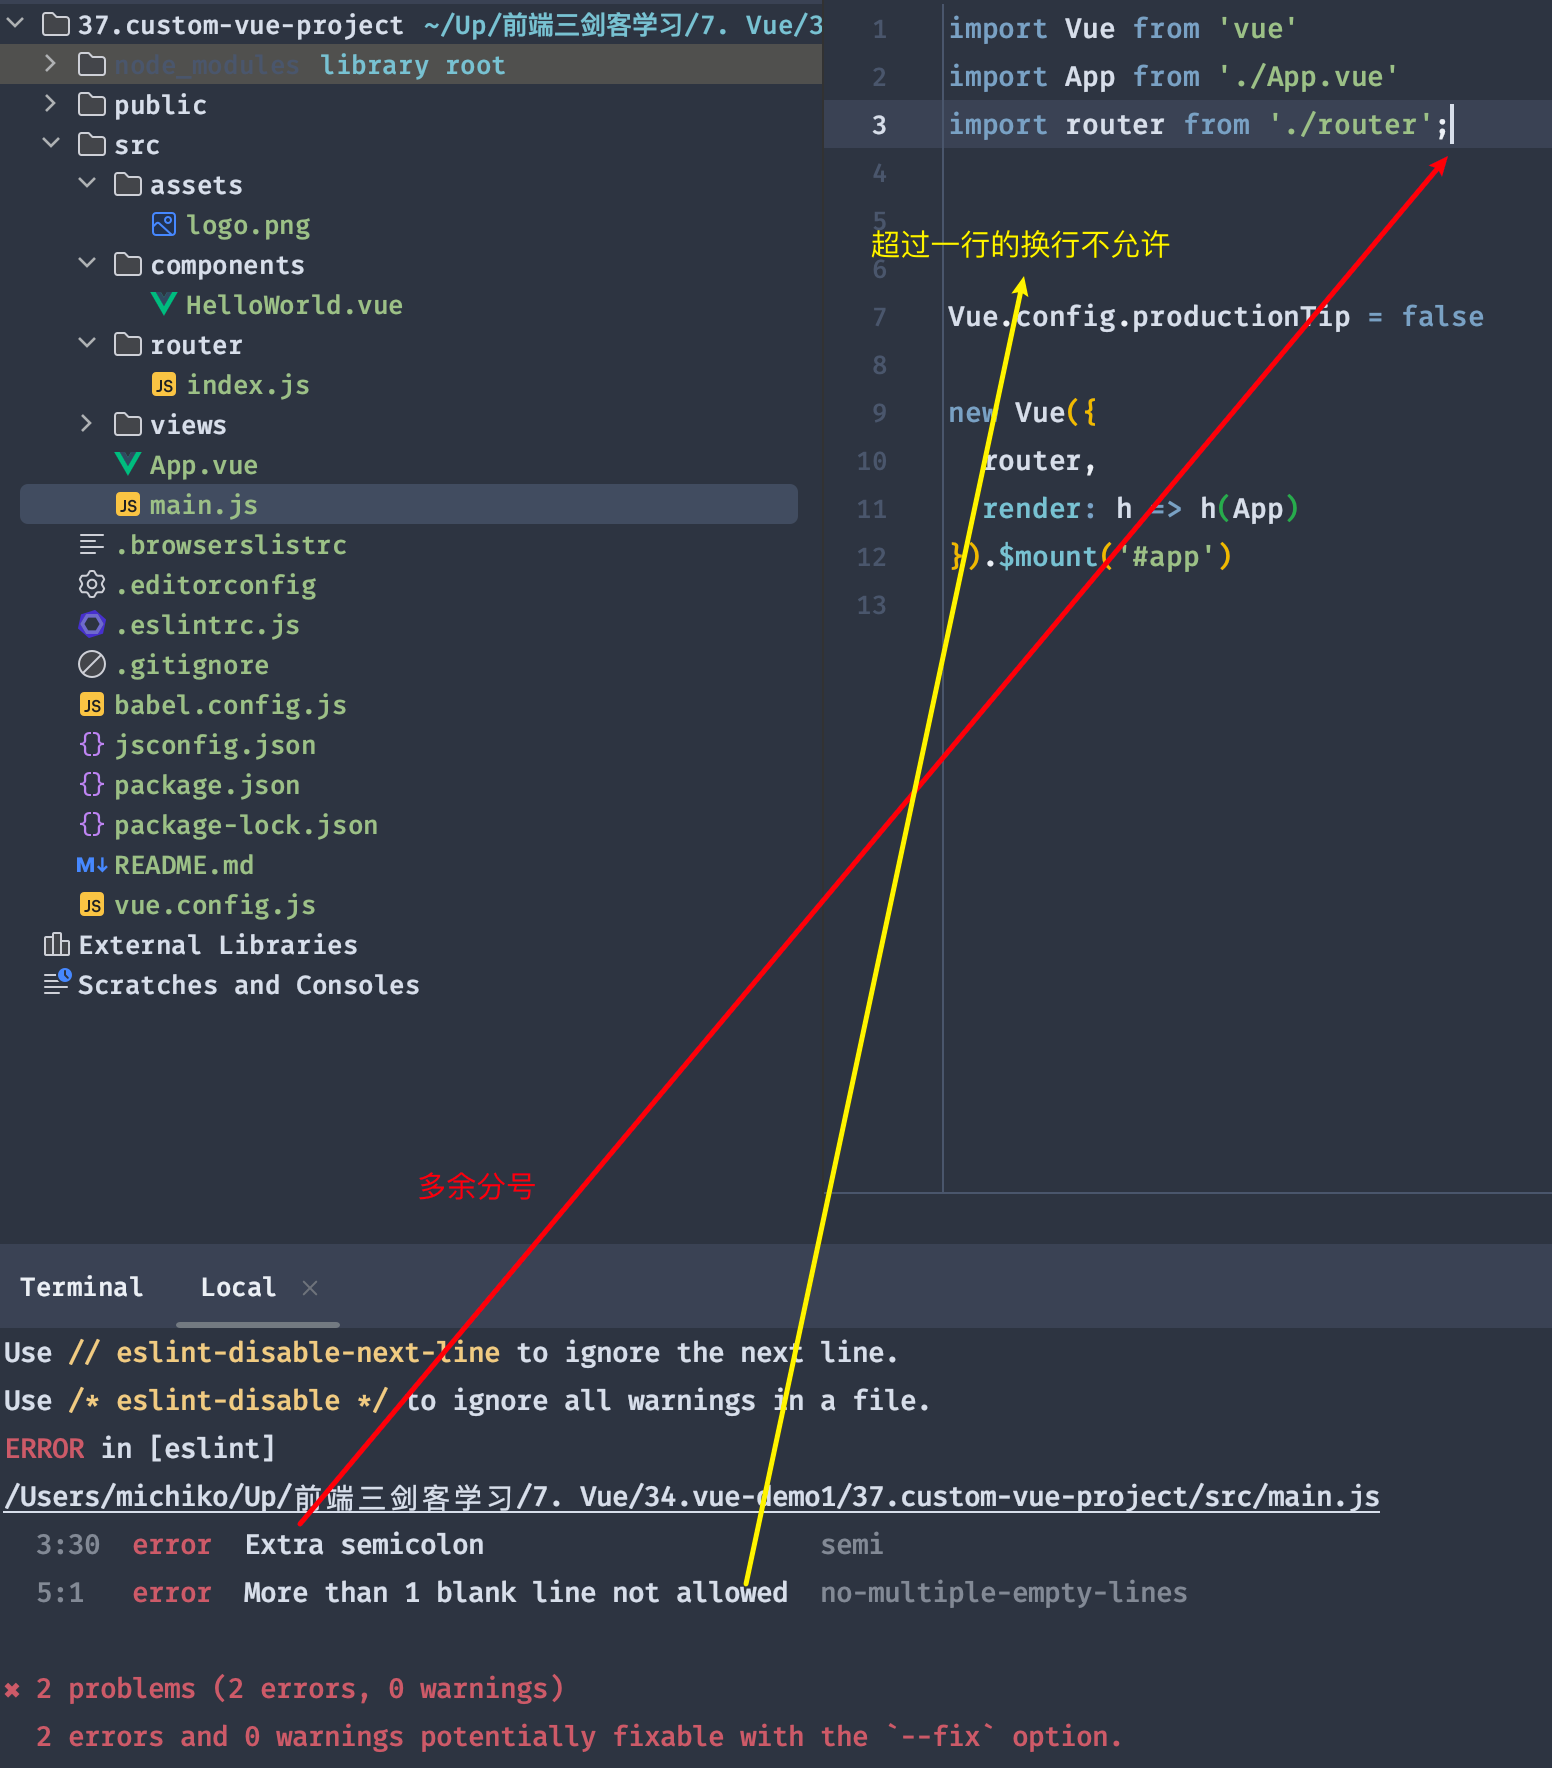 37.custom-vue-project ~/Up/前端三剑客学习/7. Vue/3
node_modules library root
public
src
assets
logo.png
components
HelloWorld.vue
router
index.js
views
App.vue
main.js
.browserslistrc
.editorconfig
.eslintrc.js
.gitignore
babel.config.js
jsconfig.json
package.json
package-lock.json
README.md
vue.config.js
External Libraries
Scratches and Consoles
1 import Vue from 'vue'
2 import App from './App.vue'
3 import router from './router';
4
5
超过一行的换行不允许
6
7 Vue.config.productionTip = false
8
9 new Vue({
10 router,
11 render: h => h(App)
12 }).$mount('#app')
13
多余分号
Terminal Local
Use // eslint-disable-next-line to ignore the next line.
Use /* eslint-disable */ to ignore all warnings in a file.
ERROR in [eslint]
/Users/michiko/Up/前端三剑客学习/7. Vue/34.vue-demo1/37.custom-vue-project/src/main.js
3:30 error Extra semicolon semi
5:1 error More than 1 blank line not allowed no-multiple-empty-lines
✖ 2 problems (2 errors, 0 warnings)
2 errors and 0 warnings potentially fixable with the `--fix` option.